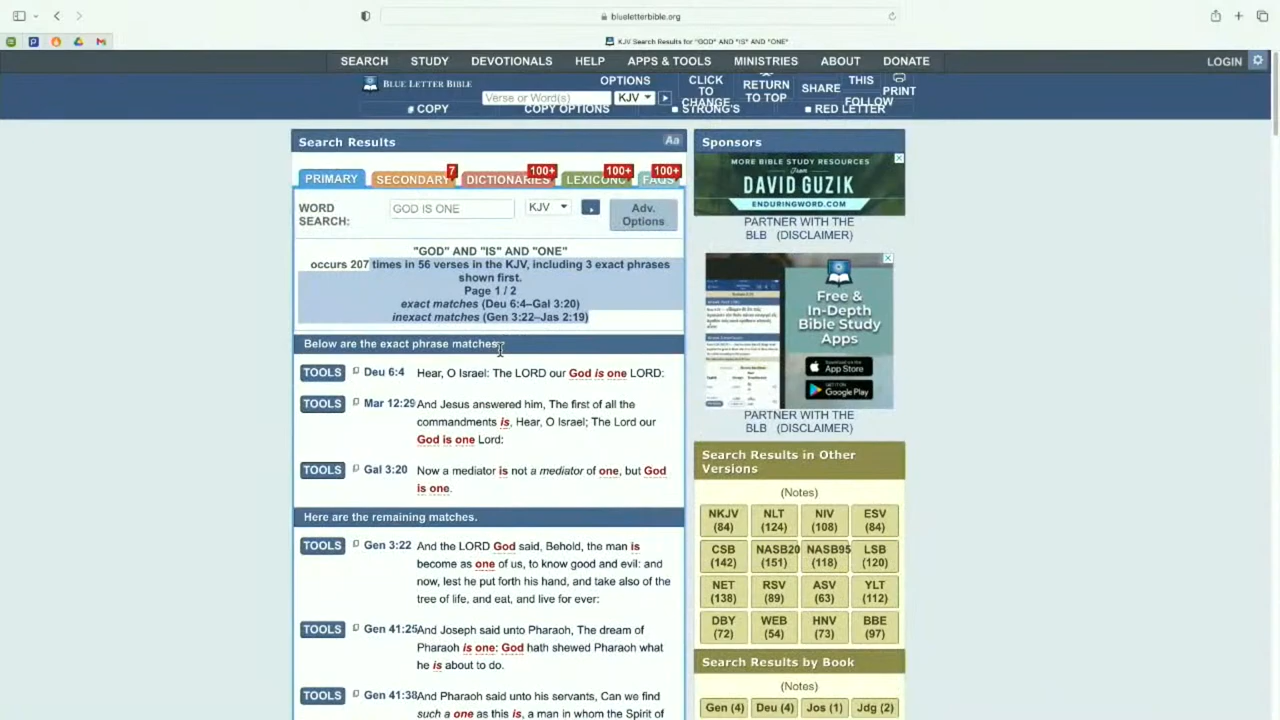 blueletterbible.org
KJV Search Results for "GOD" AND "IS" AND "ONE"
SEARCH STUDY DEVOTIONALS HELP APPS & TOOLS MINISTRIES ABOUT DONATE LOGIN
BLUE LETTER BIBLE
Verse or Word(s)
KJV
OPTIONS
CLICK TO CHANGE
RETURN TO TOP
SHARE
THIS
FOLLOW
PRINT
COPY COPY OPTIONS STRONG'S RED LETTER
Search Results Aa
PRIMARY SECONDARY 7 DICTIONARIES 100+ LEXICONC 100+ FAQS 100+
WORD SEARCH: GOD IS ONE KJV Adv. Options
"GOD" AND "IS" AND "ONE"
occurs 207 times in 56 verses in the KJV, including 3 exact phrases
shown first.
Page 1 / 2
exact matches (Deu 6:4–Gal 3:20)
inexact matches (Gen 3:22–Jas 2:19)
Below are the exact phrase matches:
TOOLS Deu 6:4 Hear, O Israel: The LORD our God is one LORD:
TOOLS Mar 12:29 And Jesus answered him, The first of all the
commandments is, Hear, O Israel; The Lord our
God is one Lord:
TOOLS Gal 3:20 Now a mediator is not a mediator of one, but God
is one.
Here are the remaining matches.
TOOLS Gen 3:22 And the LORD God said, Behold, the man is
become as one of us, to know good and evil: and
now, lest he put forth his hand, and take also of the
tree of life, and eat, and live for ever:
TOOLS Gen 41:25 And Joseph said unto Pharaoh, The dream of
Pharaoh is one: God hath shewed Pharaoh what
he is about to do.
TOOLS Gen 41:38 And Pharaoh said unto his servants, Can we find
such a one as this is, a man in whom the Spirit of
Sponsors
MORE BIBLE STUDY RESOURCES
From
DAVID GUZIK
ENDURINGWORD.COM
PARTNER WITH THE
BLB (DISCLAIMER)
Free &
In-Depth
Bible Study
Apps
Download on the
App Store
GET IT ON
Google Play
PARTNER WITH THE
BLB (DISCLAIMER)
Search Results in Other
Versions
(Notes)
NKJV (84) NLT (124) NIV (108) ESV (84)
CSB (142) NASB20 (151) NASB95 (118) LSB (120)
NET (138) RSV (89) ASV (63) YLT (112)
DBY (72) WEB (54) HNV (73) BBE (97)
Search Results by Book
(Notes)
Gen (4) Deu (4) Jos (1) Jdg (2)